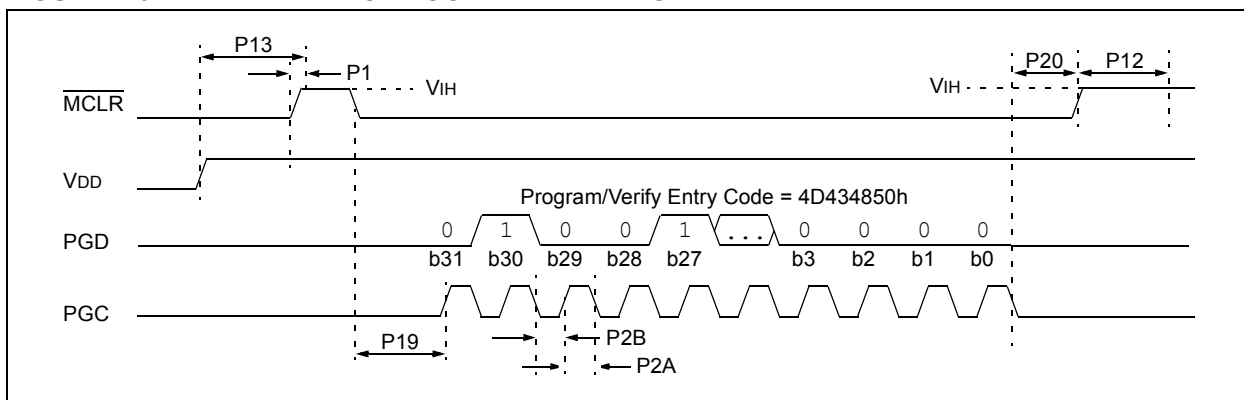 P13
P1
P20
P12
MCLR
VIH
VIH
VDD
Program/Verify Entry Code = 4D434850h
PGD
0 1 0 0 1 ... 0 0 0 0
b31 b30 b29 b28 b27 b3 b2 b1 b0
PGC
P19
P2B
P2A